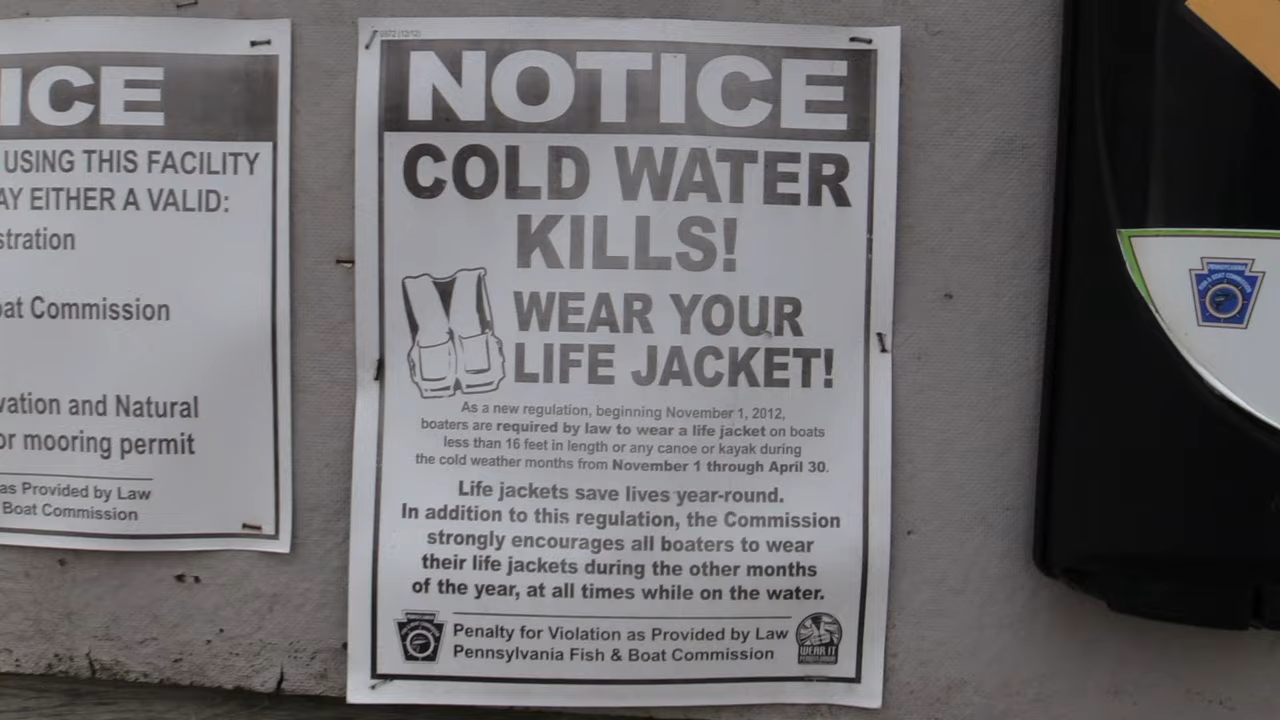 ICE
USING THIS FACILITY
AY EITHER A VALID:
stration
oat Commission
vation and Natural
or mooring permit
as Provided by Law
Boat Commission
NOTICE
COLD WATER
KILLS!
WEAR YOUR
LIFE JACKET!
As a new regulation, beginning November 1, 2012,
boaters are required by law to wear a life jacket on boats
less than 16 feet in length or any canoe or kayak during
the cold weather months from November 1 through April 30.
Life jackets save lives year-round.
In addition to this regulation, the Commission
strongly encourages all boaters to wear
their life jackets during the other months
of the year, at all times while on the water.
Penalty for Violation as Provided by Law
Pennsylvania Fish & Boat Commission
WEAR IT
PENNSYLVANIA
PENNSYLVANIA